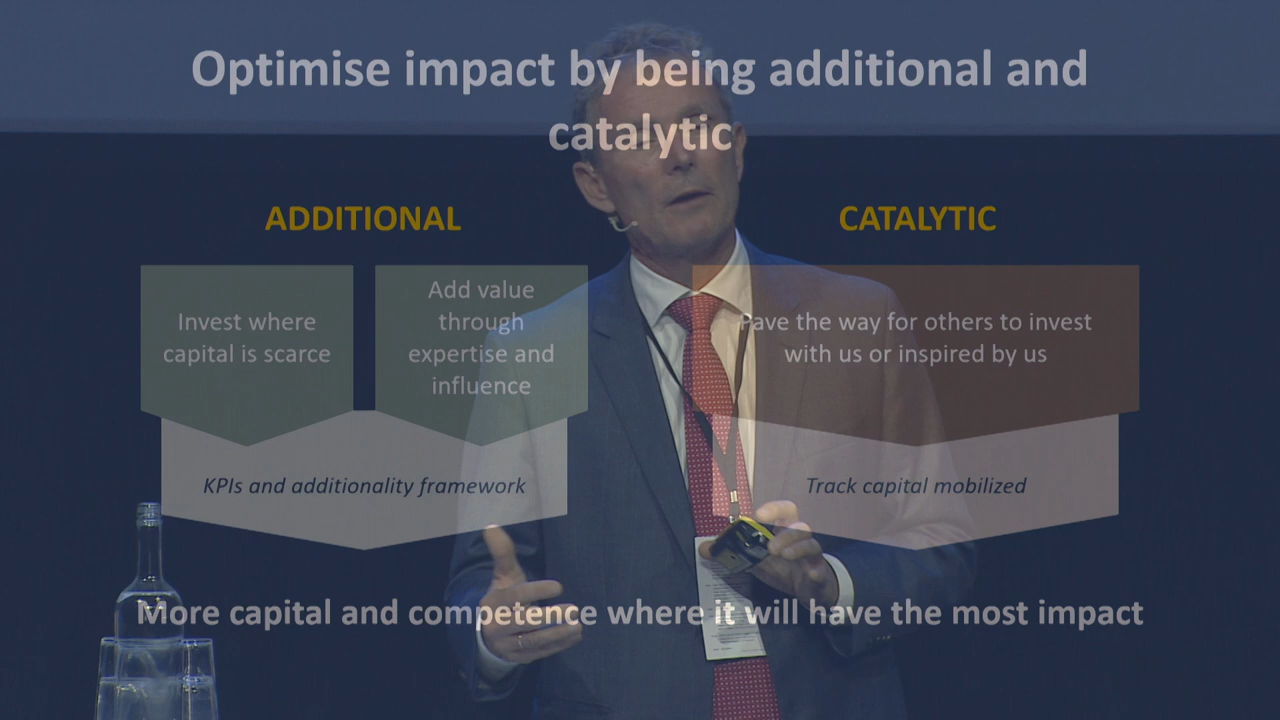 Optimise impact by being additional and
catalytic
ADDITIONAL
CATALYTIC
Invest where
capital is scarce
Add value
through
expertise and
influence
Pave the way for others to invest
with us or inspired by us
KPIs and additionality framework
Track capital mobilized
More capital and competence where it will have the most impact